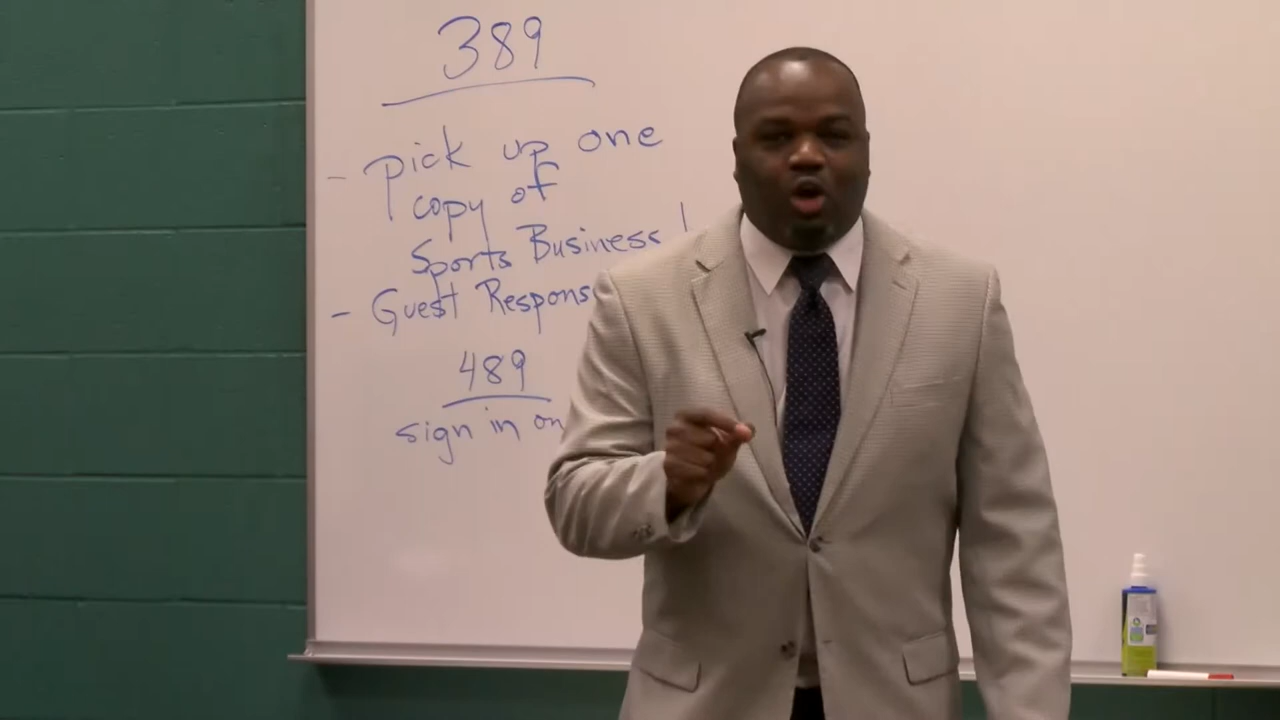 389
- pick up one
copy of
Sports Business!
- Guest Respons
489
sign in on